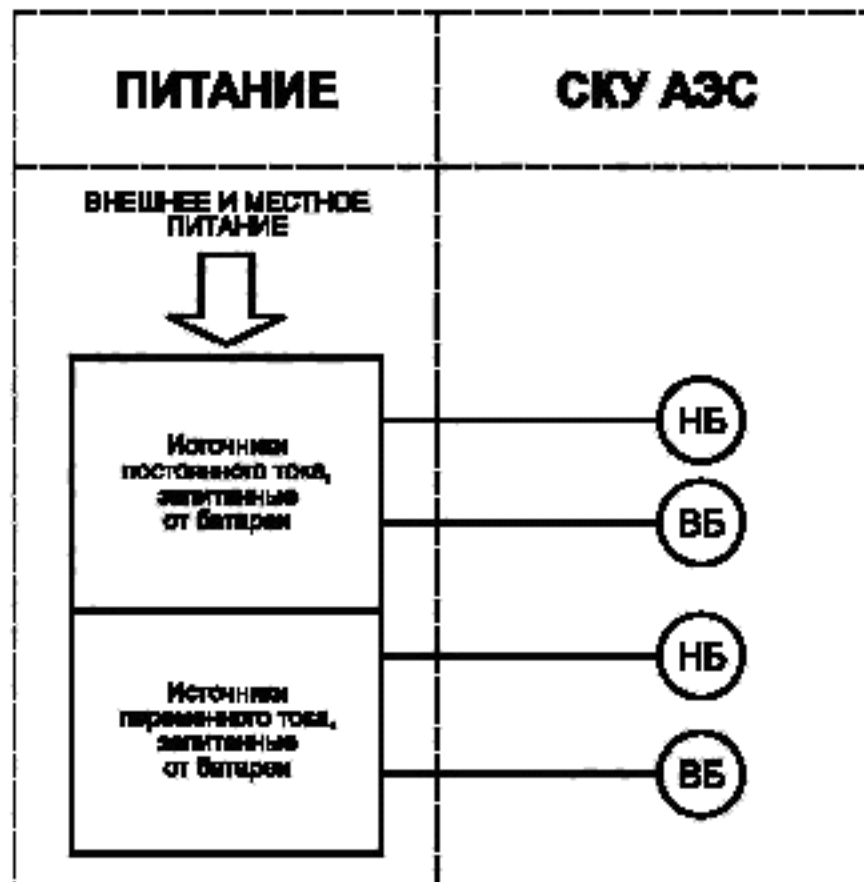 ПИТАНИЕ
СКУ АЭС
ВНЕШНЕЕ И МЕСТНОЕ
ПИТАНИЕ
Источники
постоянного тока,
запитанные
от батареи
НБ
ВБ
Источники
переменного тока,
запитанные
от батареи
НБ
ВБ